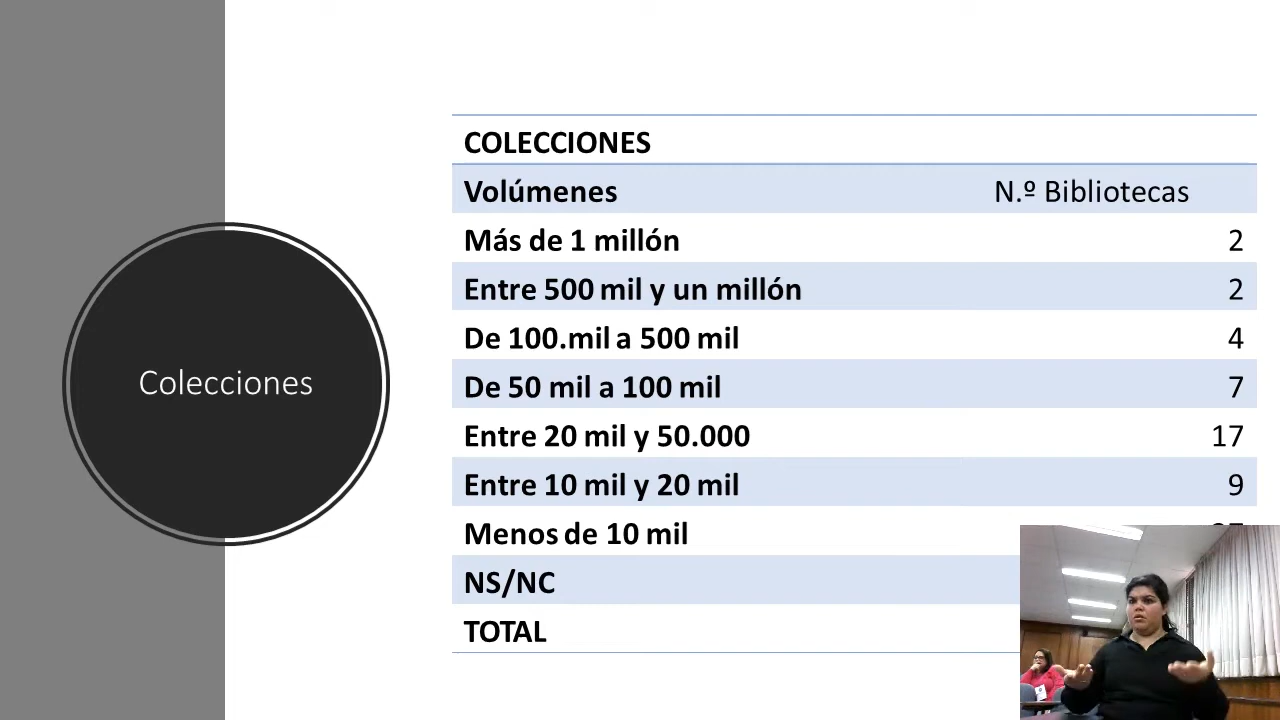 Colecciones
COLECCIONES
Volúmenes N.º Bibliotecas
Más de 1 millón 2
Entre 500 mil y un millón 2
De 100.mil a 500 mil 4
De 50 mil a 100 mil 7
Entre 20 mil y 50.000 17
Entre 10 mil y 20 mil 9
Menos de 10 mil
NS/NC
TOTAL